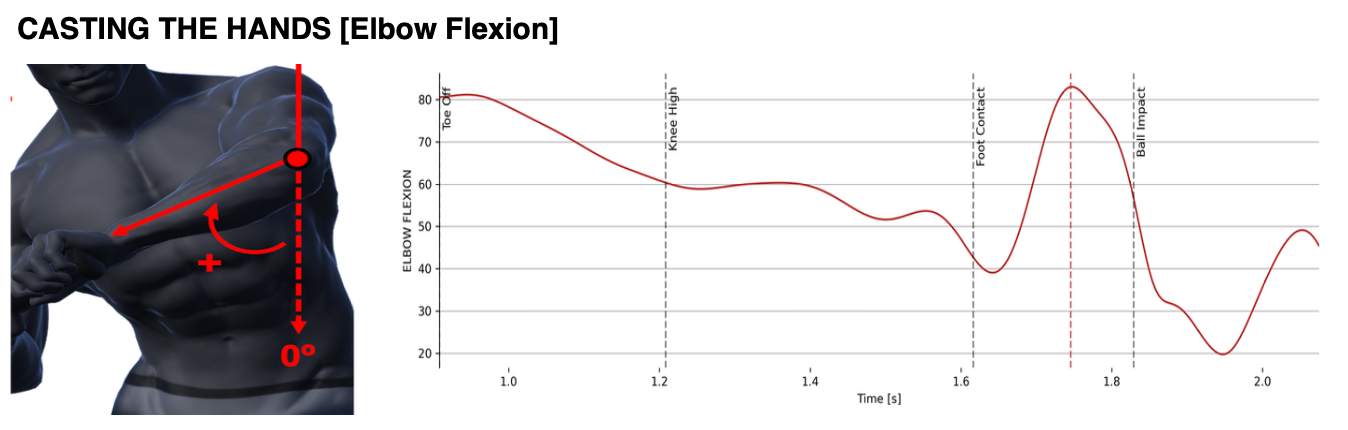 CASTING THE HANDS [Elbow Flexion]
+
0º
ELBOW FLEXION
80
70
60
50
40
30
20
Toe Off
Knee High
Foot Contact
Ball Impact
1.0
1.2
1.4
1.6
1.8
2.0
Time [s]